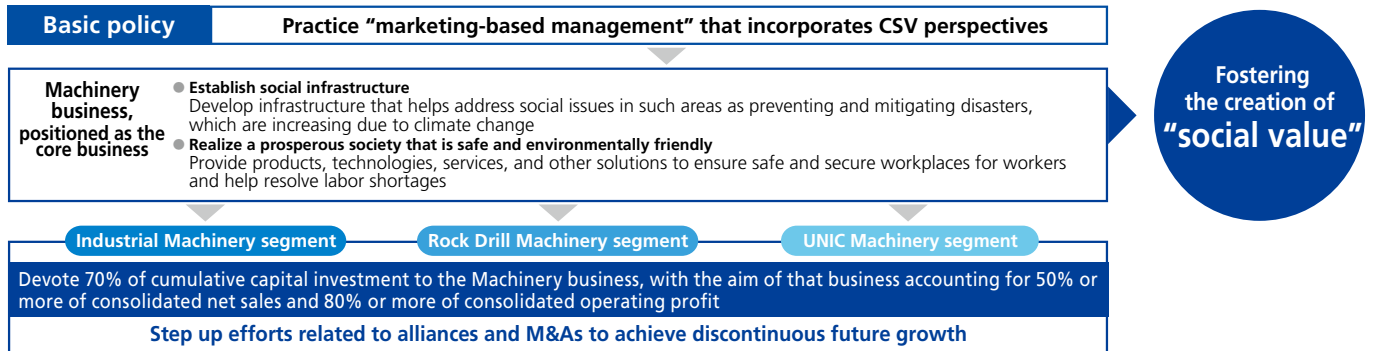 Basic policy
Practice “marketing-based management” that incorporates CSV perspectives
Machinery
business,
positioned as the
core business
● Establish social infrastructure
Develop infrastructure that helps address social issues in such areas as preventing and mitigating disasters,
which are increasing due to climate change
● Realize a prosperous society that is safe and environmentally friendly
Provide products, technologies, services, and other solutions to ensure safe and secure workplaces for workers
and help resolve labor shortages
Fostering
the creation of
“social value”
Industrial Machinery segment
Rock Drill Machinery segment
UNIC Machinery segment
Devote 70% of cumulative capital investment to the Machinery business, with the aim of that business accounting for 50% or
more of consolidated net sales and 80% or more of consolidated operating profit
Step up efforts related to alliances and M&As to achieve discontinuous future growth